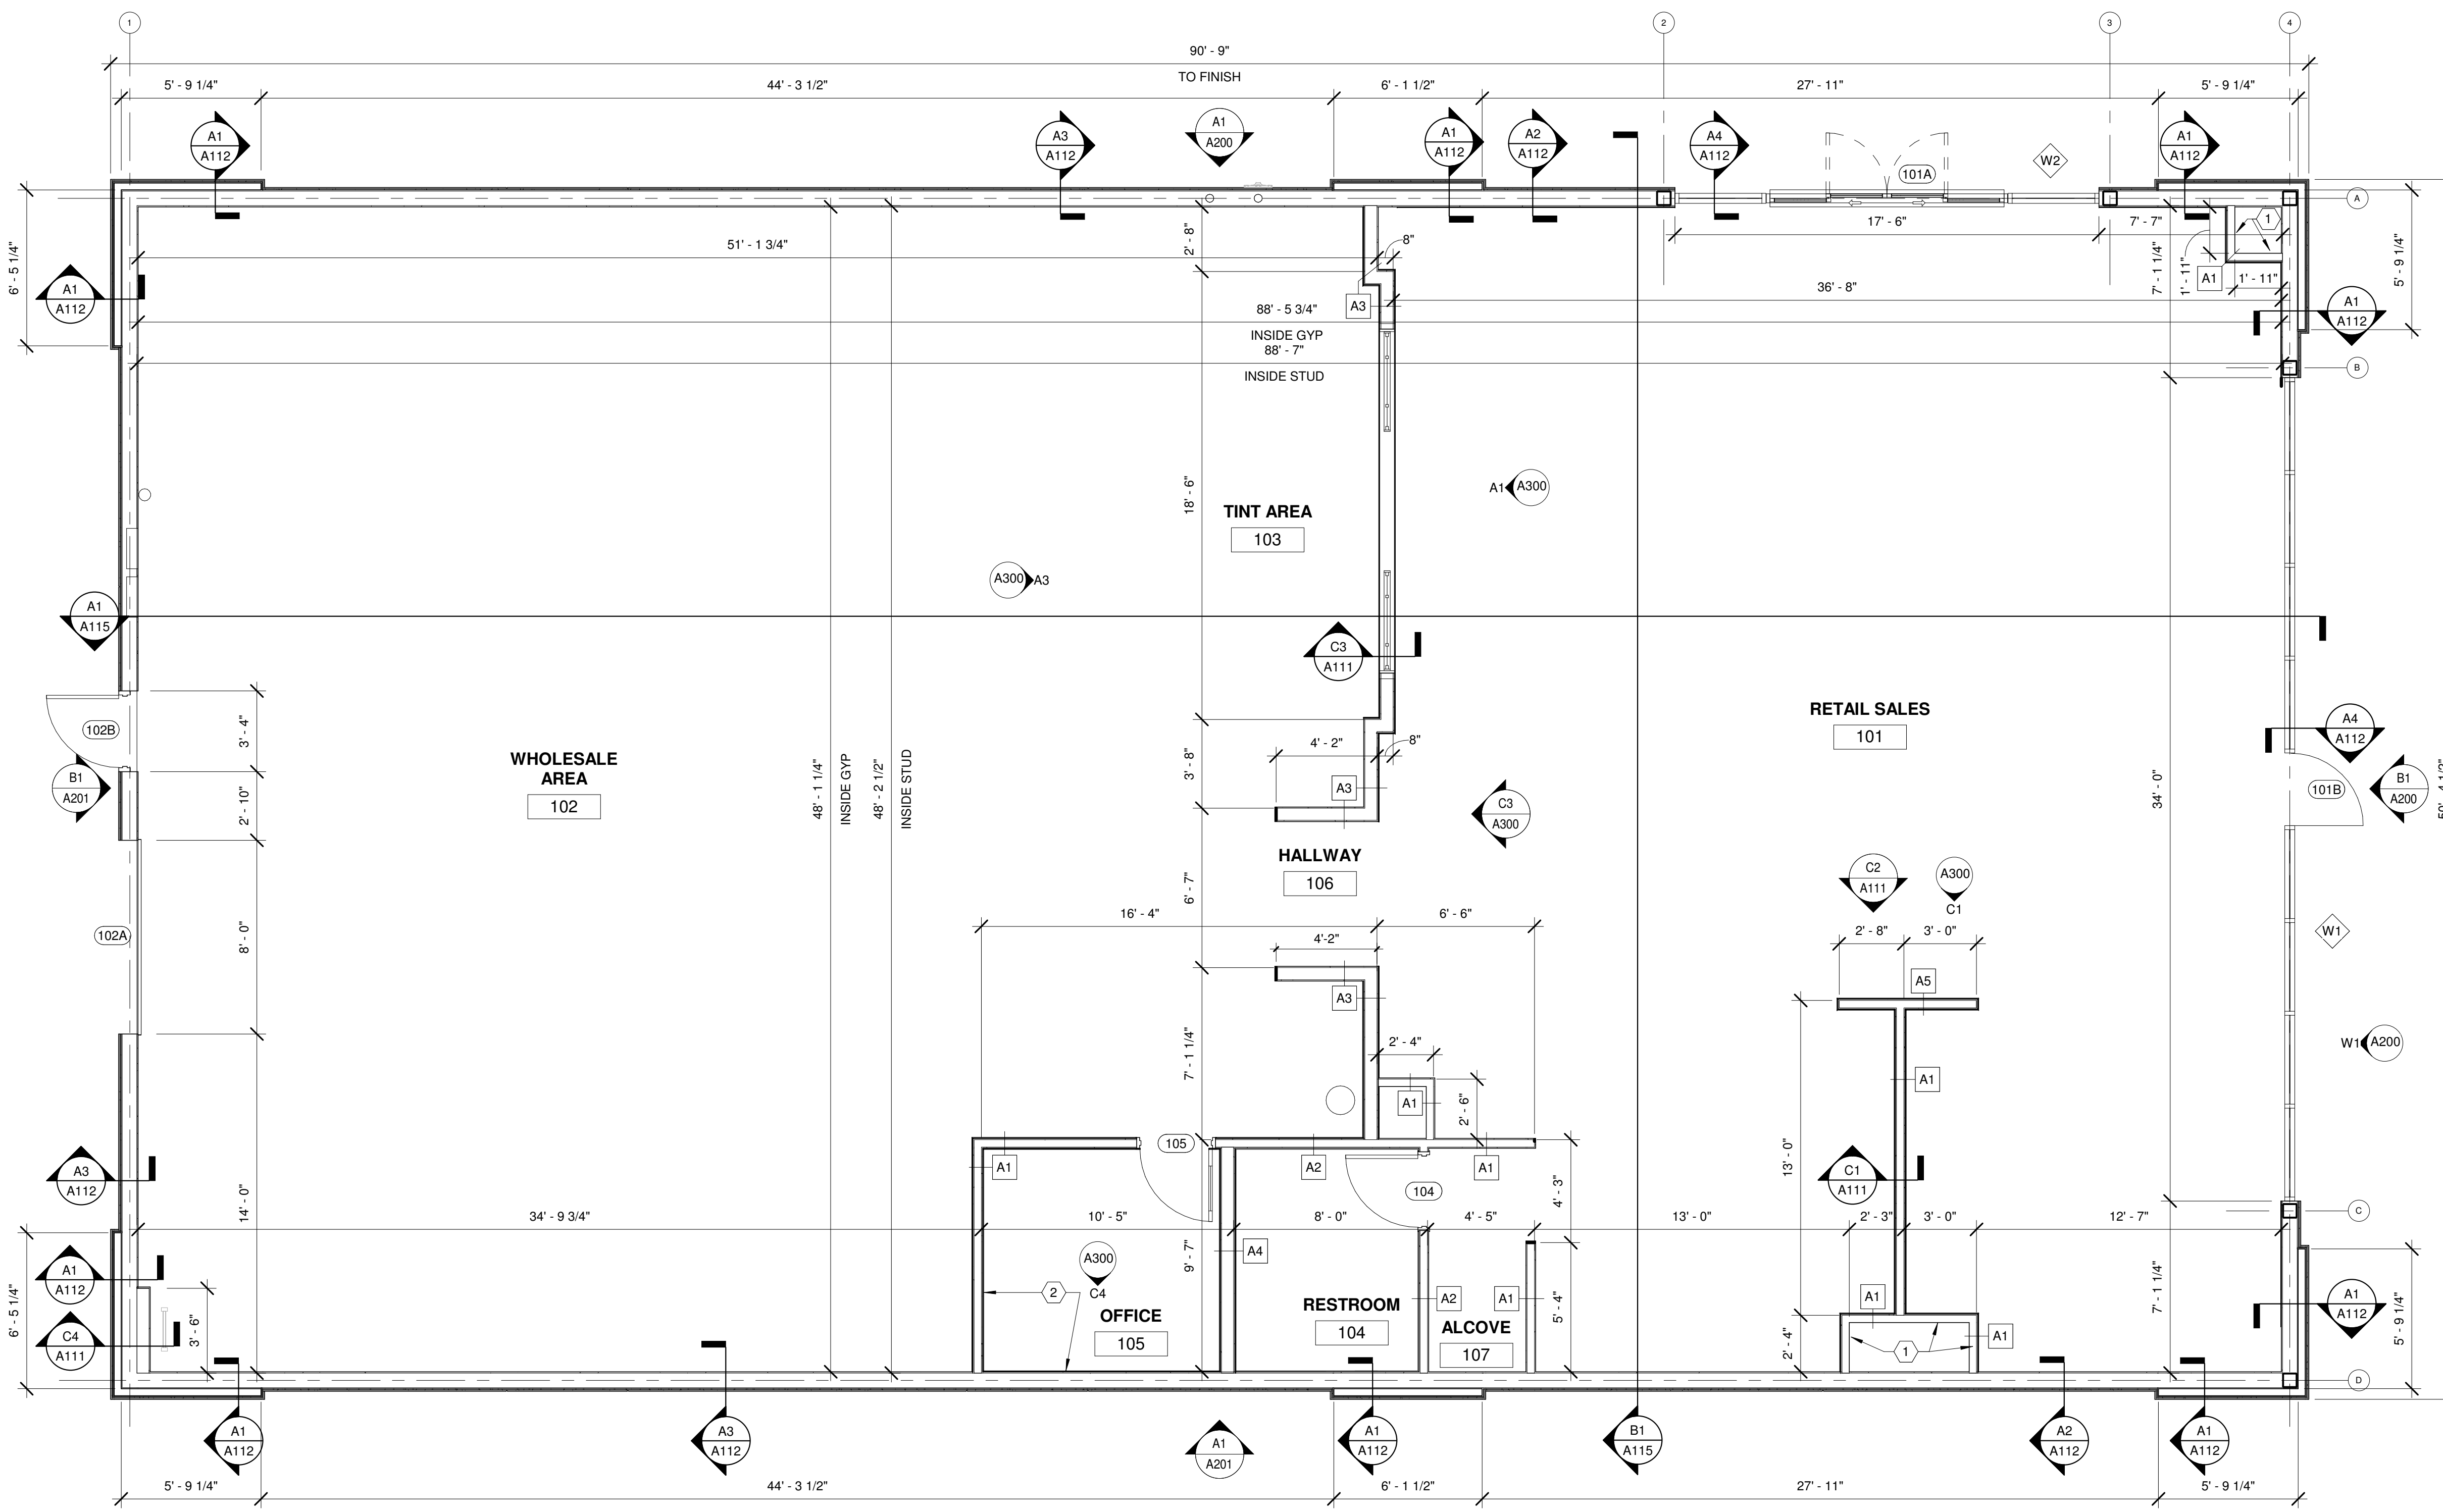 1
2
3
4
90' - 9"
TO FINISH
5' - 9 1/4"
44' - 3 1/2"
6' - 1 1/2"
27' - 11"
5' - 9 1/4"
A1
A112
A3
A112
A1
A200
A1
A112
A2
A112
A4
A112
101A
W2
A1
A112
A
17' - 6"
7' - 7"
1
6' - 5 1/4"
51' - 1 3/4"
2' - 8"
8"
7' - 1 1/4"
1' - 11"
A1
1' - 11"
5' - 9 1/4"
A1
A112
A3
36' - 8"
A1
A112
88' - 5 3/4"
INSIDE GYP
88' - 7"
INSIDE STUD
B
18' - 6"
A1
A300
TINT AREA
103
A300
A3
A1
A115
C3
A111
RETAIL SALES
101
102B
3' - 4"
A4
A112
B1
A201
2' - 10"
WHOLESALE
AREA
102
48' - 1 1/4"
INSIDE GYP
48' - 2 1/2"
INSIDE STUD
4' - 2"
8"
3' - 8"
A3
C3
A300
34' - 0"
101B
B1
A200
HALLWAY
106
6' - 7"
C2
A111
A300
C1
102A
8' - 0"
16' - 4"
6' - 6"
4'-2"
2' - 8"
3' - 0"
W1
A3
A5
7' - 1 1/4"
2' - 4"
A1
2' - 6"
W1
A200
A1
13' - 0"
105
A1
A2
A1
104
C1
A111
A3
A112
14' - 0"
4' - 3"
34' - 9 3/4"
10' - 5"
8' - 0"
4' - 5"
13' - 0"
2' - 3"
3' - 0"
12' - 7"
C
A4
9' - 7"
A300
C4
2
A1
A112
6' - 5 1/4"
C4
A111
3' - 6"
OFFICE
105
RESTROOM
104
A2
A1
ALCOVE
107
5' - 4"
A1
A1
2' - 4"
1
7' - 1 1/4"
A1
A112
5' - 9 1/4"
D
A1
A112
A3
A112
A1
A201
A1
A112
B1
A115
A2
A112
A1
A112
5' - 9 1/4"
44' - 3 1/2"
6' - 1 1/2"
27' - 11"
5' - 9 1/4"